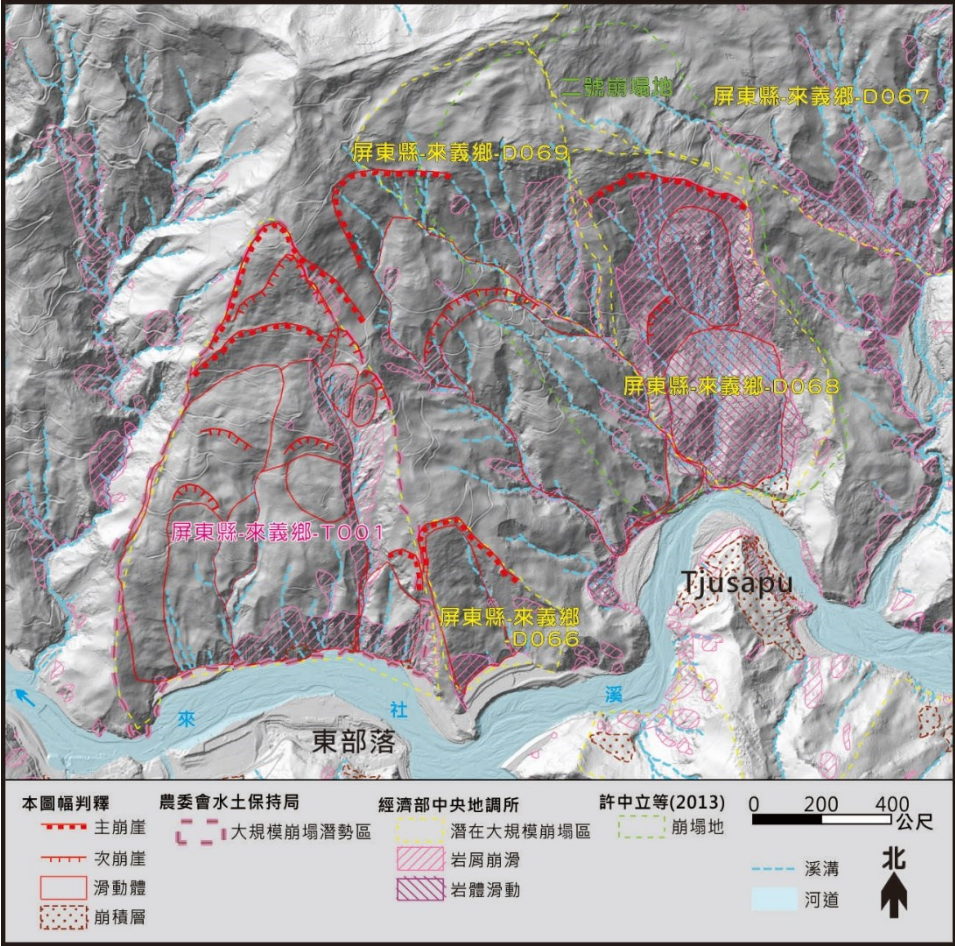 二號崩塌地
屏東縣-來義鄉-D067
屏東縣-來義鄉-D069
屏東縣-來義鄉-D068
屏東縣-來義鄉-T001
Tjusapu
屏東縣-來義鄉
-D066
來
社
溪
東部落
本圖幅判釋
主崩崖
次崩崖
滑動體
崩積層
農委會水土保持局
大規模崩塌潛勢區
經濟部中央地調所
潛在大規模崩塌區
岩屑崩滑
岩體滑動
許中立等(2013)
崩塌地
0 200 400
公尺
溪溝
河道
北